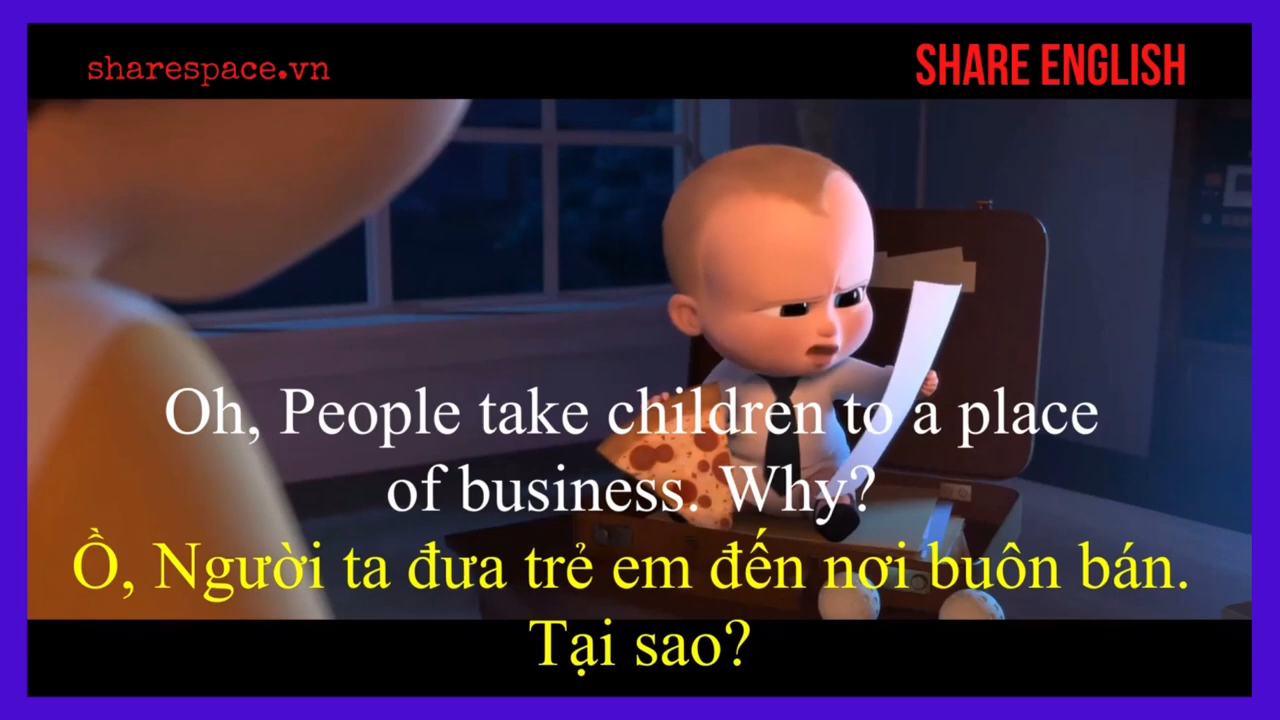 sharespace.vn
SHARE ENGLISH
Oh, People take children to a place
of business. Why?
Ồ, Người ta đưa trẻ em đến nơi buôn bán.
Tại sao?